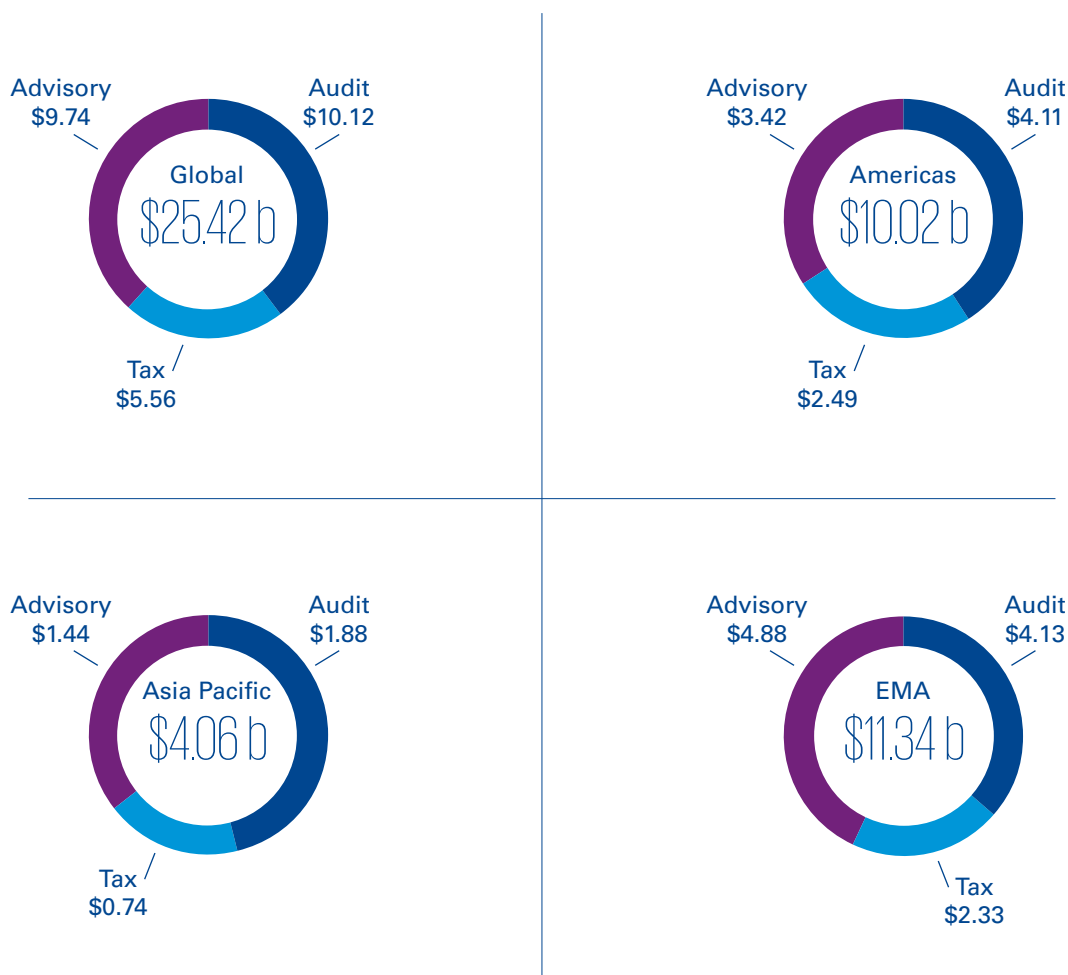 Advisory
$9.74
Audit
$10.12
Global
$25.42 b
Tax
$5.56
Advisory
$3.42
Audit
$4.11
Americas
$10.02 b
Tax
$2.49
Advisory
$1.44
Audit
$1.88
Asia Pacific
$4.06 b
Tax
$0.74
Advisory
$4.88
Audit
$4.13
EMA
$11.34 b
Tax
$2.33